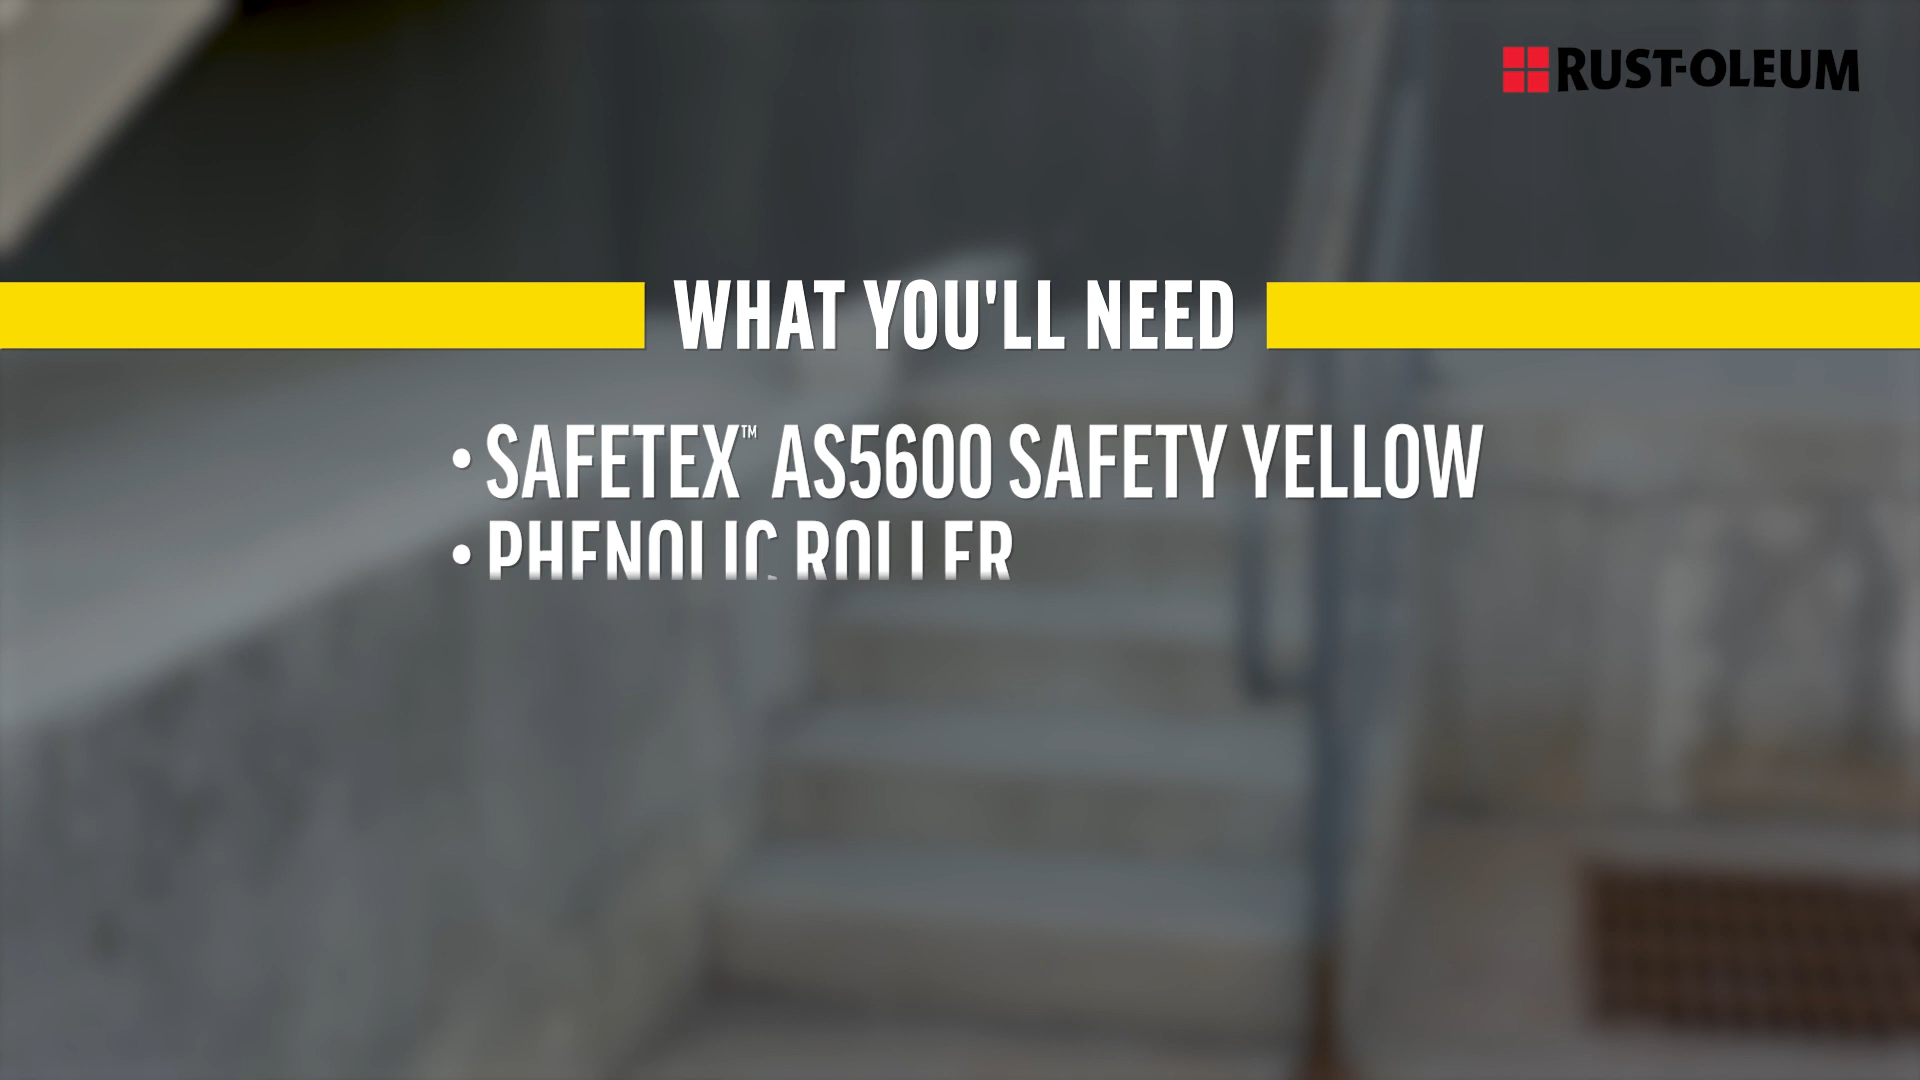 RUST-OLEUM
WHAT YOU'LL NEED
• SAFETEX™ AS5600 SAFETY YELLOW
• PHENOLIC ROLLER